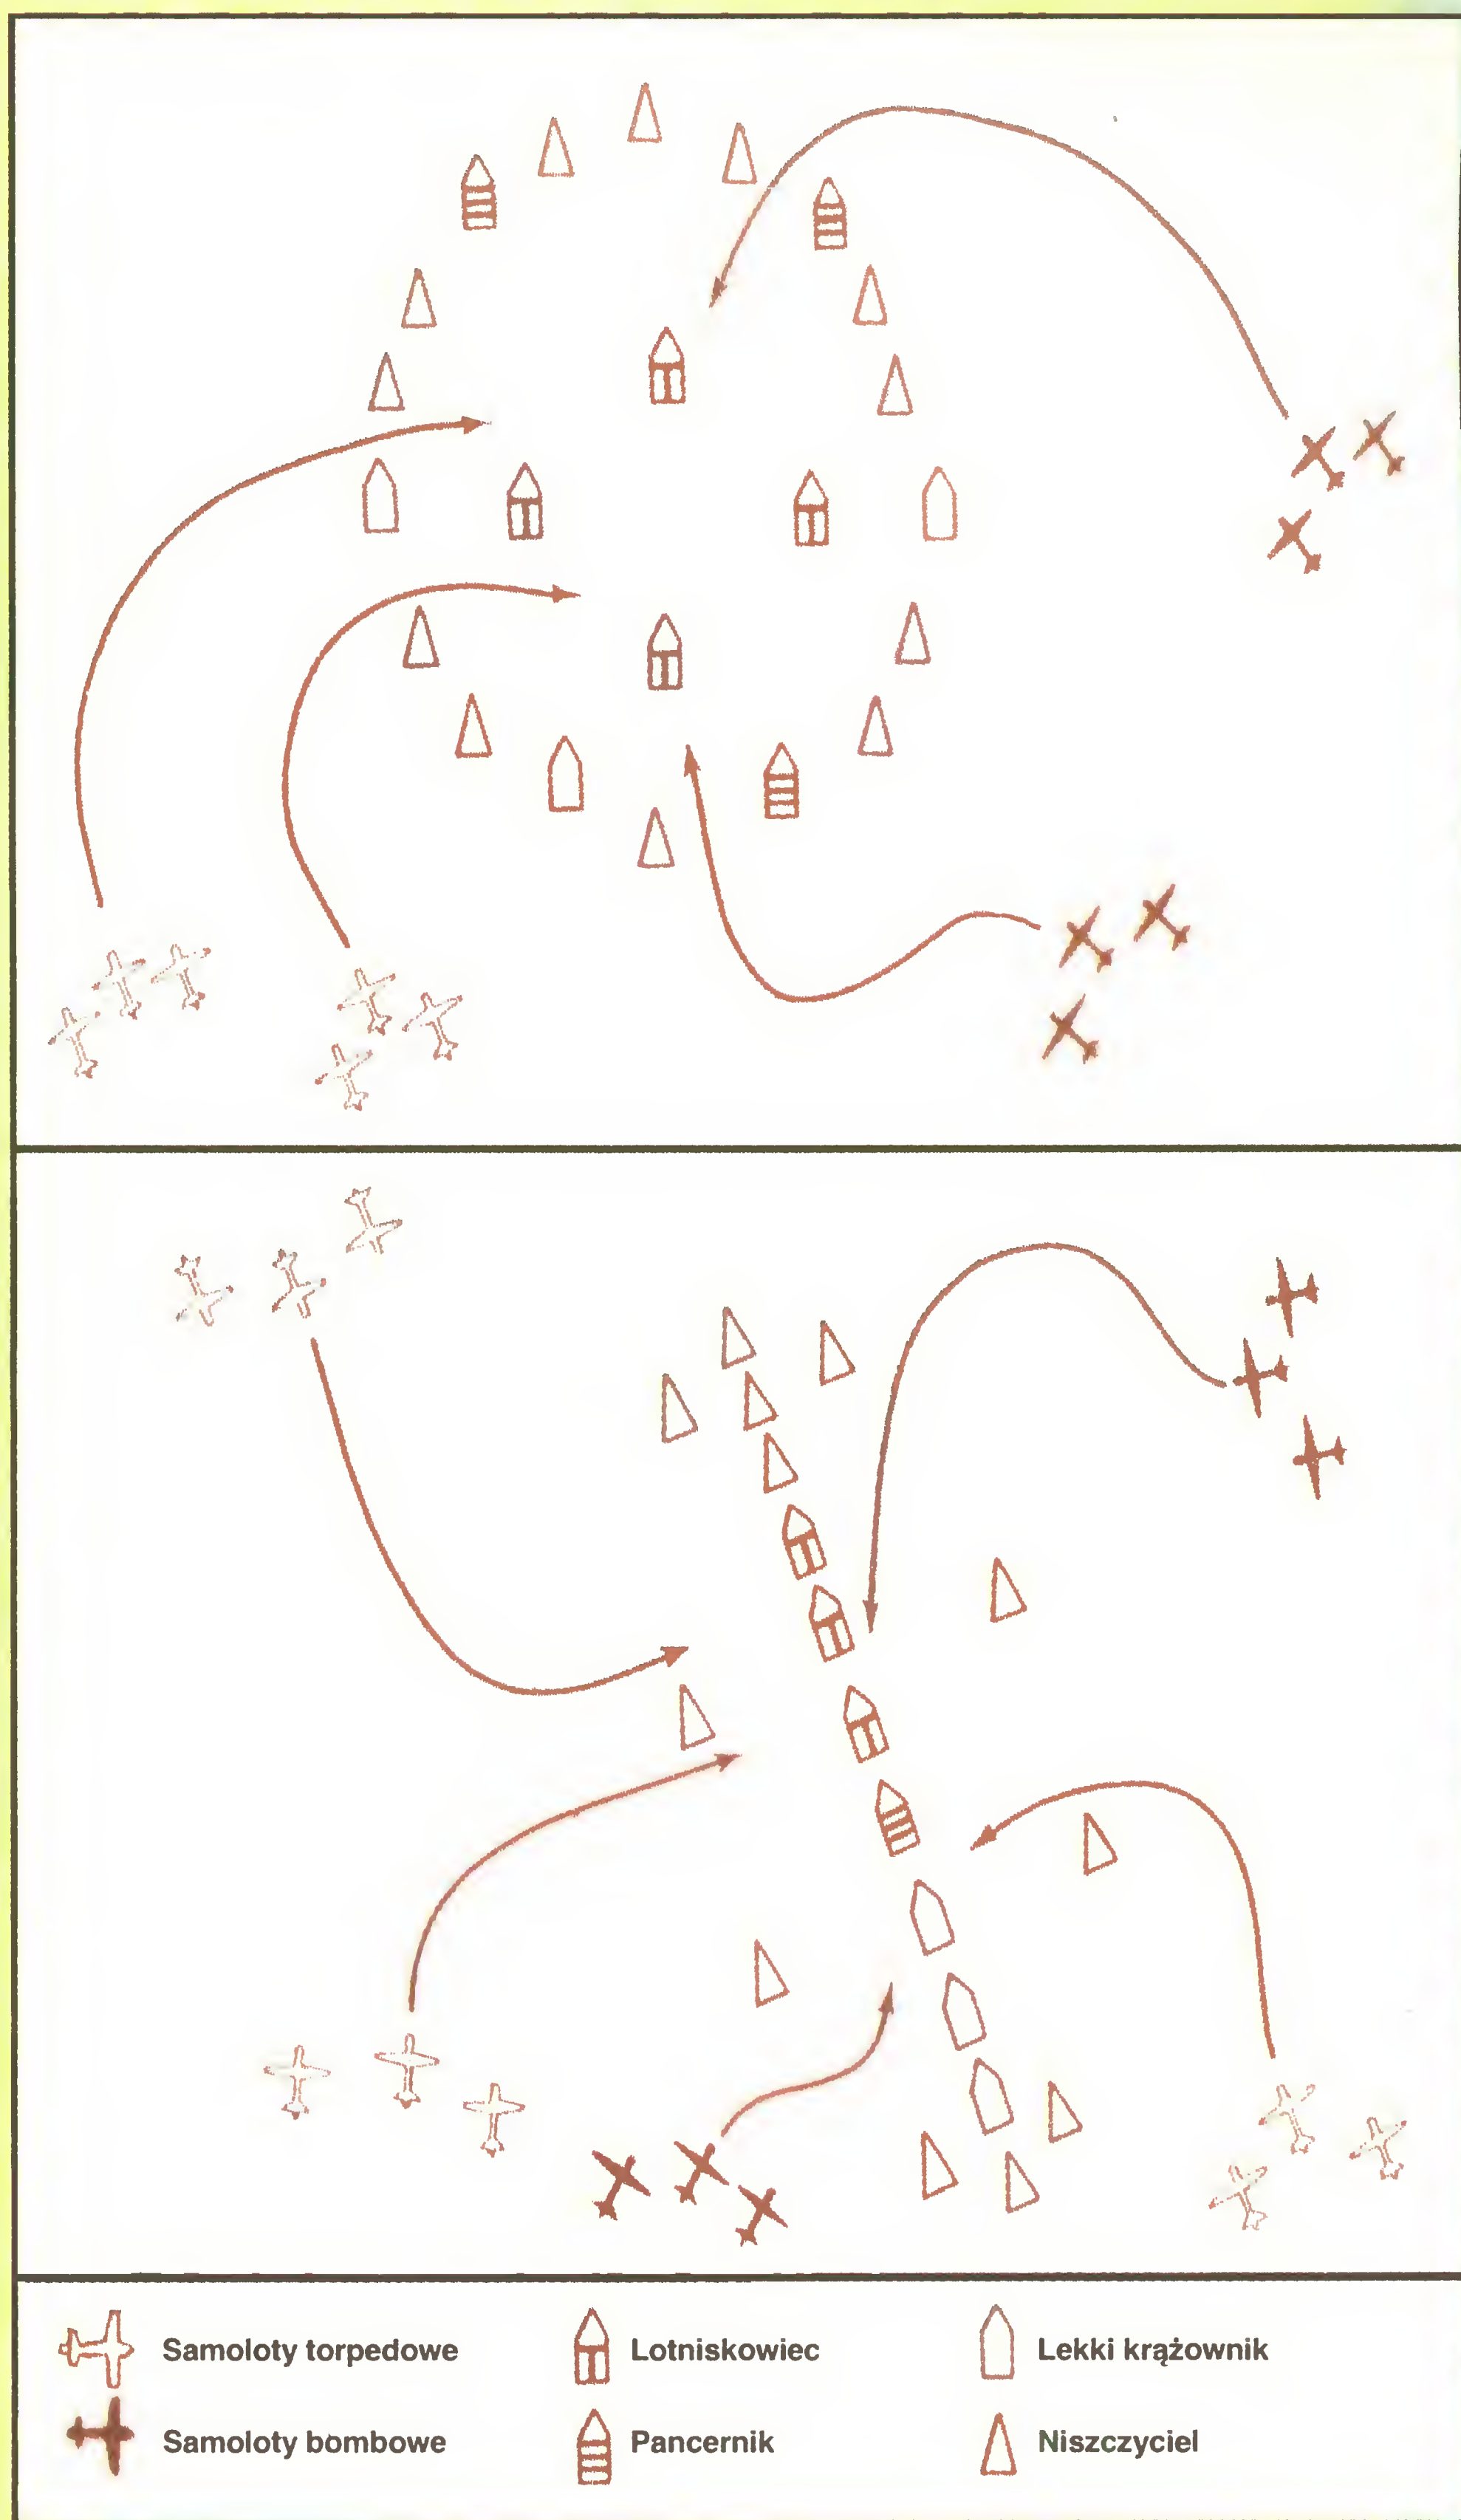 Samoloty torpedowe
Lotniskowiec
Lekki krążownik
Samoloty bombowe
Pancernik
Niszczyciel